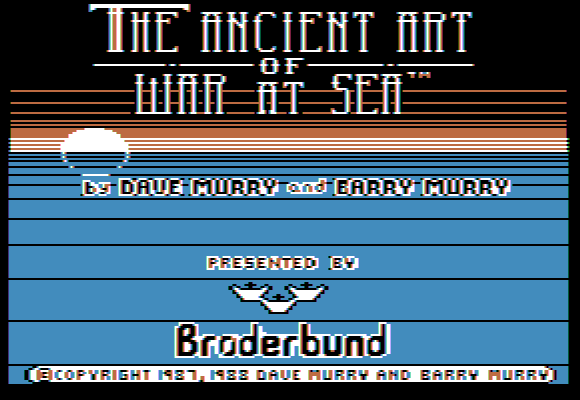 THE ANCIENT ART
OF
WAR AT SEA™
by DAVE MURRY and BARRY MURRY
PRESENTED BY
Brøderbund
(©COPYRIGHT 1987, 1988 DAVE MURRY AND BARRY MURRY)